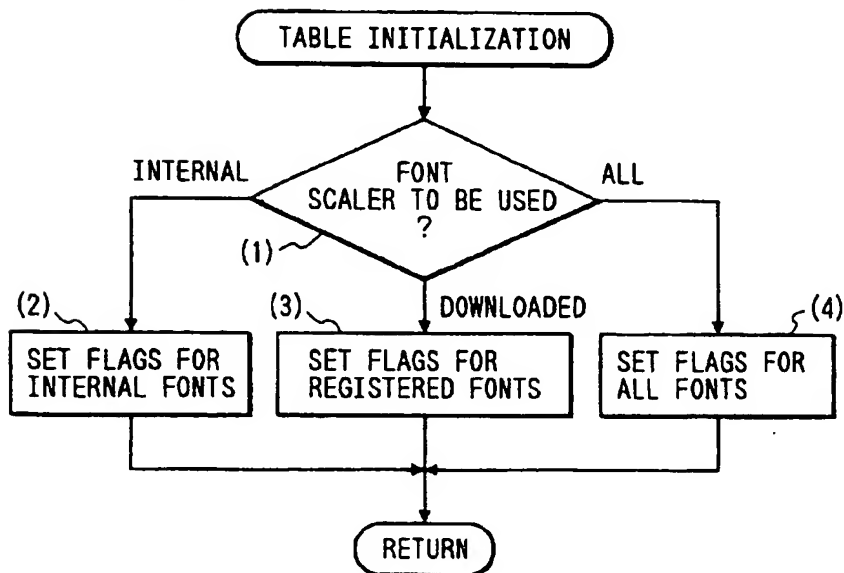 TABLE INITIALIZATION
INTERNAL
FONT
SCALER TO BE USED
?
ALL
(1)
DOWNLOADED
(2)
SET FLAGS FOR
INTERNAL FONTS
(3)
SET FLAGS FOR
REGISTERED FONTS
(4)
SET FLAGS FOR
ALL FONTS
RETURN